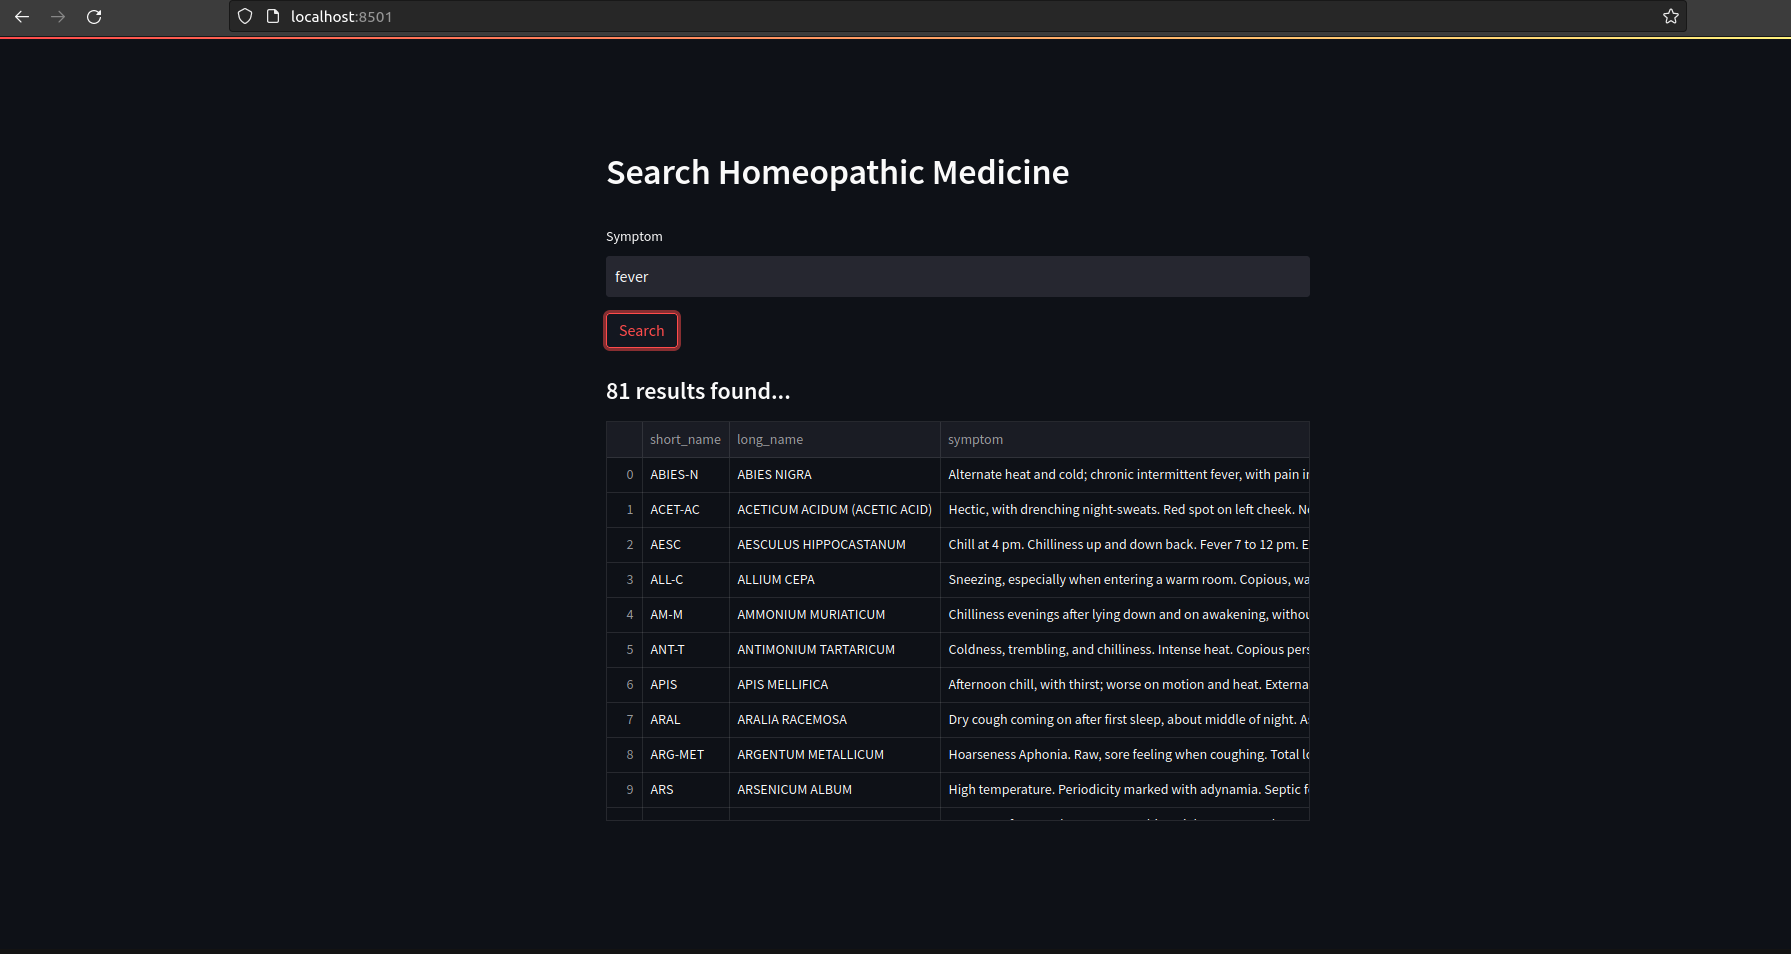 localhost:8501
Search Homeopathic Medicine
Symptom
fever
Search
81 results found...
short_name long_name symptom
0 ABIES-N ABIES NIGRA Alternate heat and cold; chronic intermittent fever, with pain
1 ACET-AC ACETICUM ACIDUM (ACETIC ACID) Hectic, with drenching night-sweats. Red spot on left cheek.
2 AESC AESCULUS HIPPOCASTANUM Chill at 4 pm. Chilliness up and down back. Fever 7 to 12 pm. E
3 ALL-C ALLIUM CEPA Sneezing, especially when entering a warm room. Copious, wa
4 AM-M AMMONIUM MURIATICUM Chilliness evenings after lying down and on awakening, withou
5 ANT-T ANTIMONIUM TARTARICUM Coldness, trembling, and chilliness. Intense heat. Copious pers
6 APIS APIS MELLIFICA Afternoon chill, with thirst; worse on motion and heat. Externa
7 ARAL ARALIA RACEMOSA Dry cough coming on after first sleep, about middle of night. A
8 ARG-MET ARGENTUM METALLICUM Hoarseness Aphonia. Raw, sore feeling when coughing. Total
9 ARS ARSENICUM ALBUM High temperature. Periodicity marked with adynamia. Septic